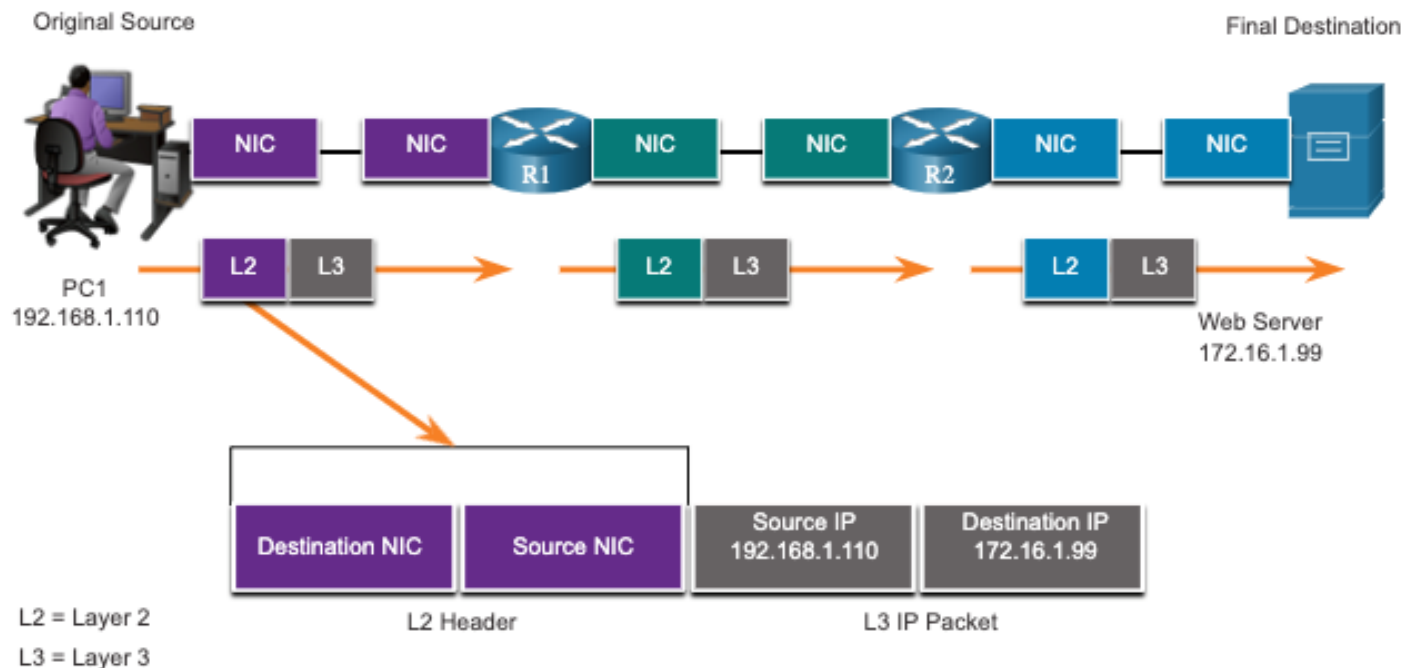 Original Source
Final Destination
NIC
NIC
R1
NIC
NIC
R2
NIC
NIC
L2
L3
L2
L3
L2
L3
PC1
192.168.1.110
Web Server
172.16.1.99
Destination NIC
Source NIC
Source IP
192.168.1.110
Destination IP
172.16.1.99
L2 = Layer 2
L3 = Layer 3
L2 Header
L3 IP Packet